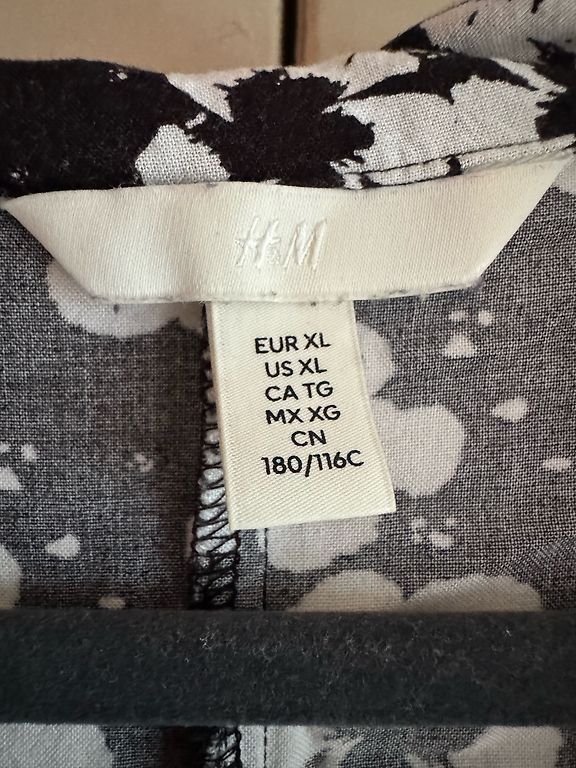 H&M
EUR XL
US XL
CA TG
MX XG
CN
180/116C